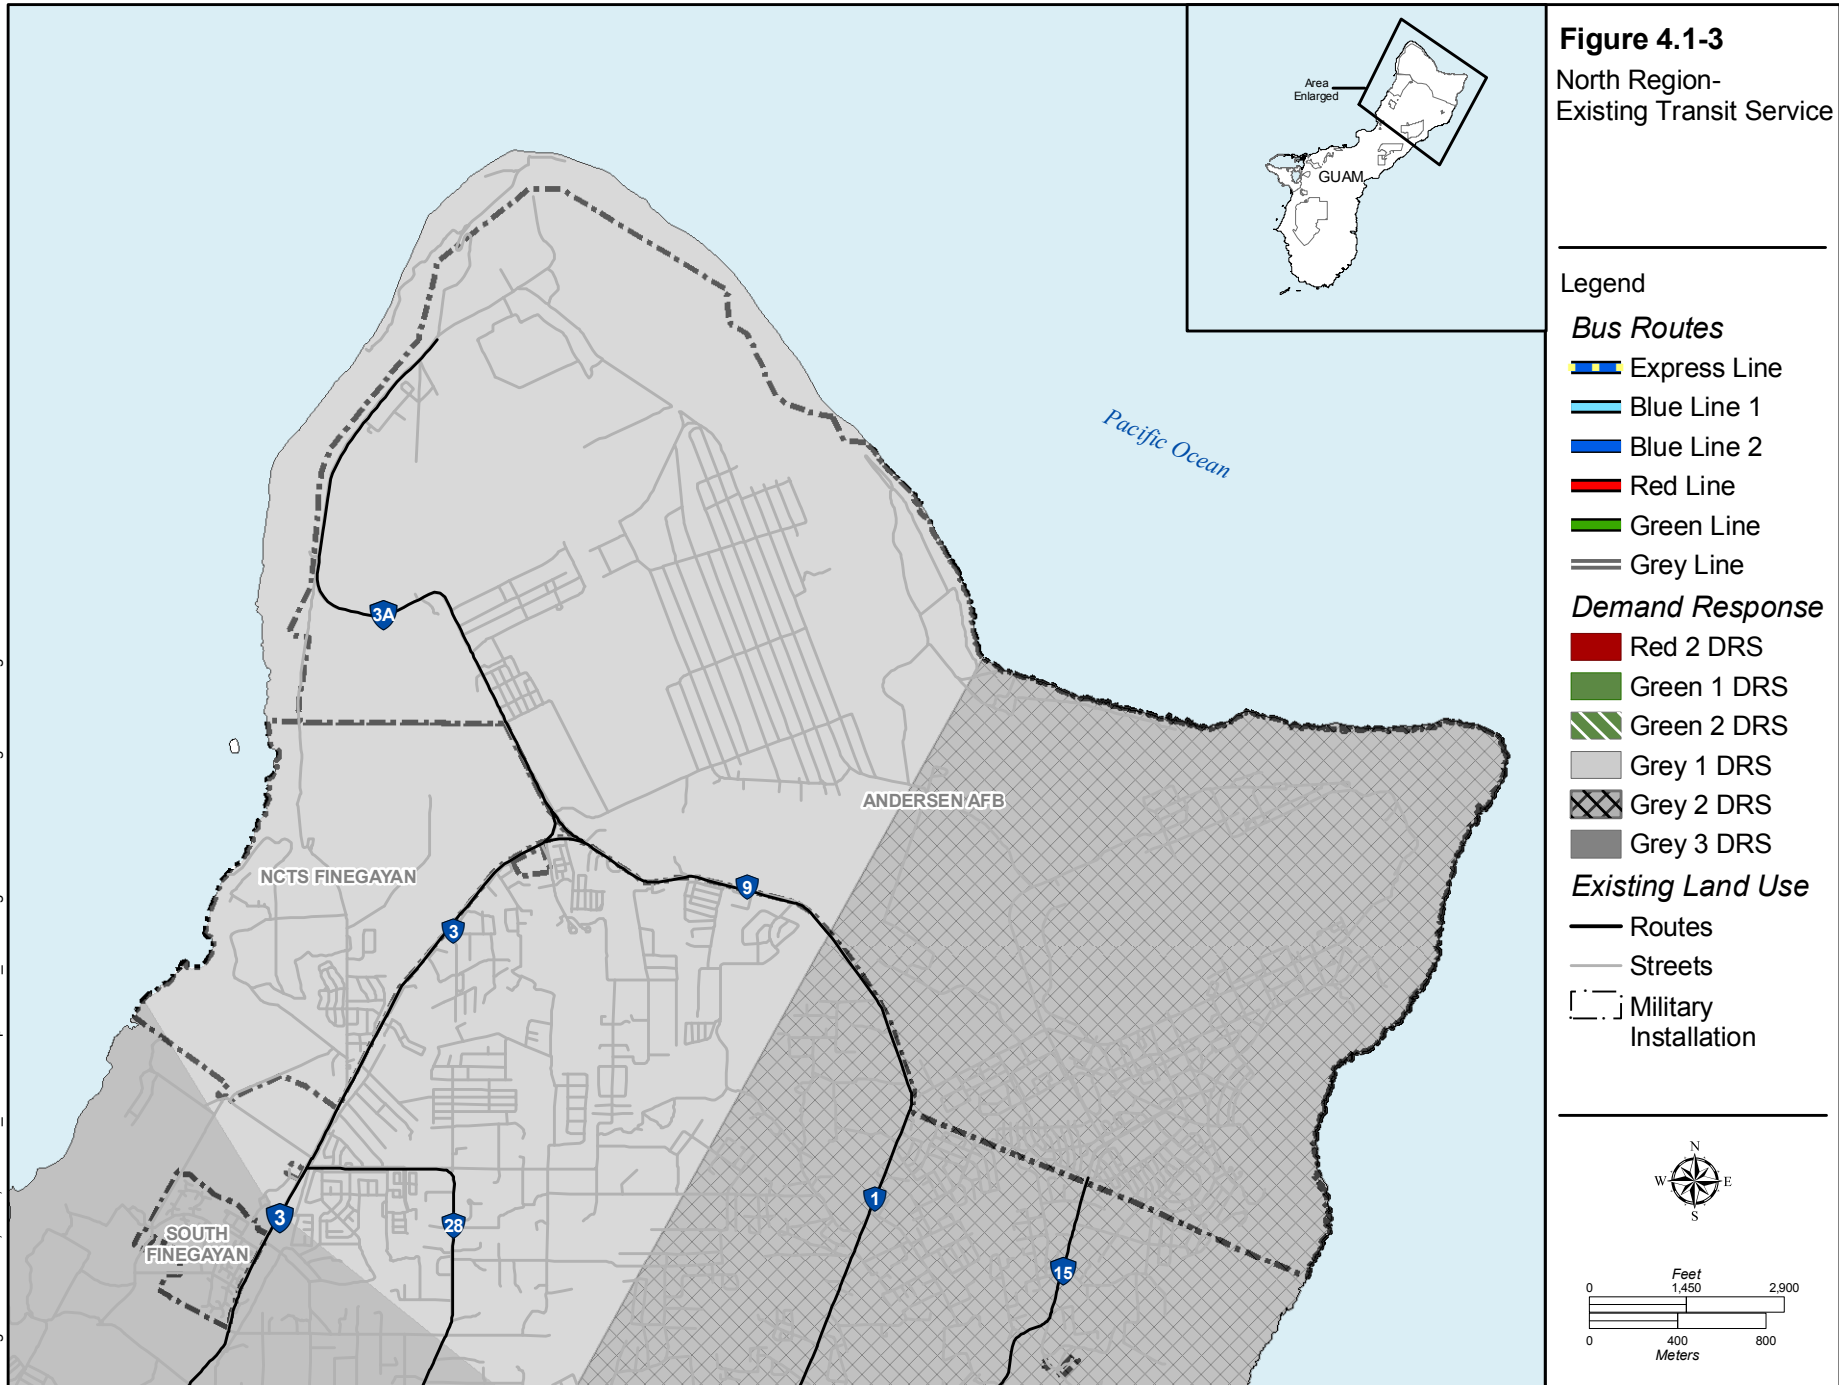 Figure 4.1-3
North Region-
Existing Transit Service
Area
Enlarged
GUAM
Legend
Bus Routes
Express Line
Blue Line 1
Blue Line 2
Red Line
Green Line
Grey Line
Demand Response
Red 2 DRS
Green 1 DRS
Green 2 DRS
Grey 1 DRS
Grey 2 DRS
Grey 3 DRS
Existing Land Use
Routes
Streets
Military
Installation
N
W E
S
Feet
0 1,450 2,900
0 400 800
Meters
Pacific Ocean
3A
ANDERSEN AFB
NCTS FINEGAYAN
9
3
1
3
28
SOUTH
FINEGAYAN
15